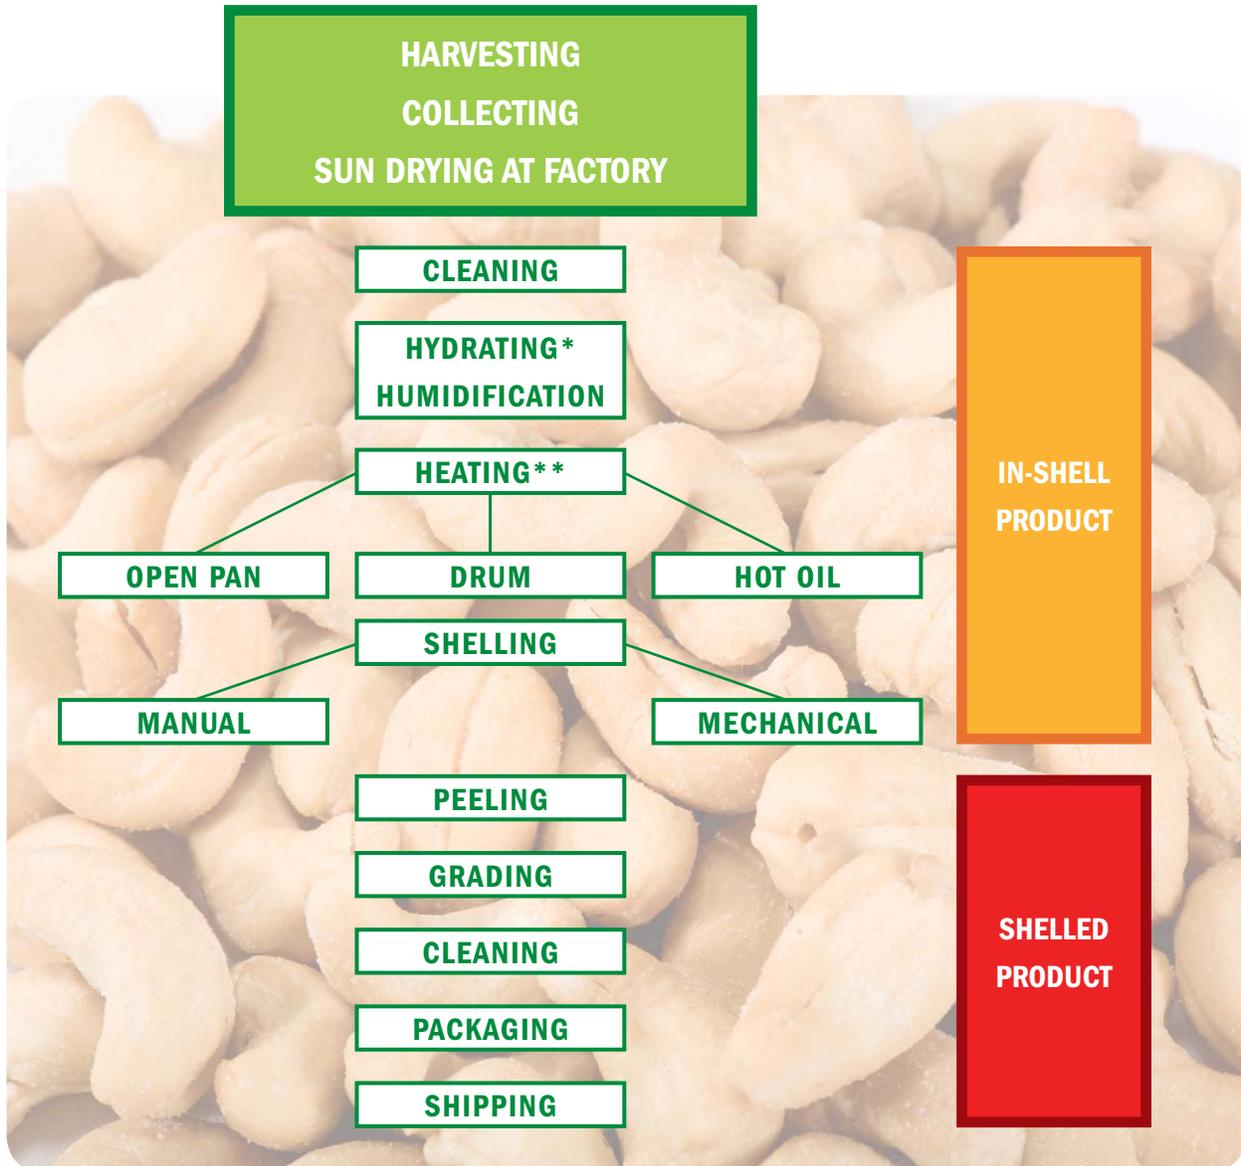 HARVESTING
COLLECTING
SUN DRYING AT FACTORY
CLEANING
HYDRATING*
HUMIDIFICATION
HEATING**
OPEN PAN
DRUM
HOT OIL
SHELLING
MANUAL
MECHANICAL
IN-SHELL
PRODUCT
PEELING
GRADING
CLEANING
PACKAGING
SHIPPING
SHELLED
PRODUCT